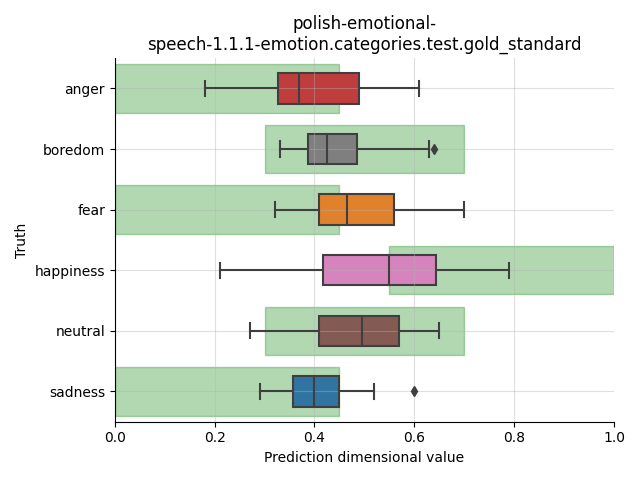 polish-emotional-
speech-1.1.1-emotion.categories.test.gold_standard
anger
boredom
fear
happiness
neutral
sadness
Truth
0.0 0.2 0.4 0.6 0.8 1.0
Prediction dimensional value